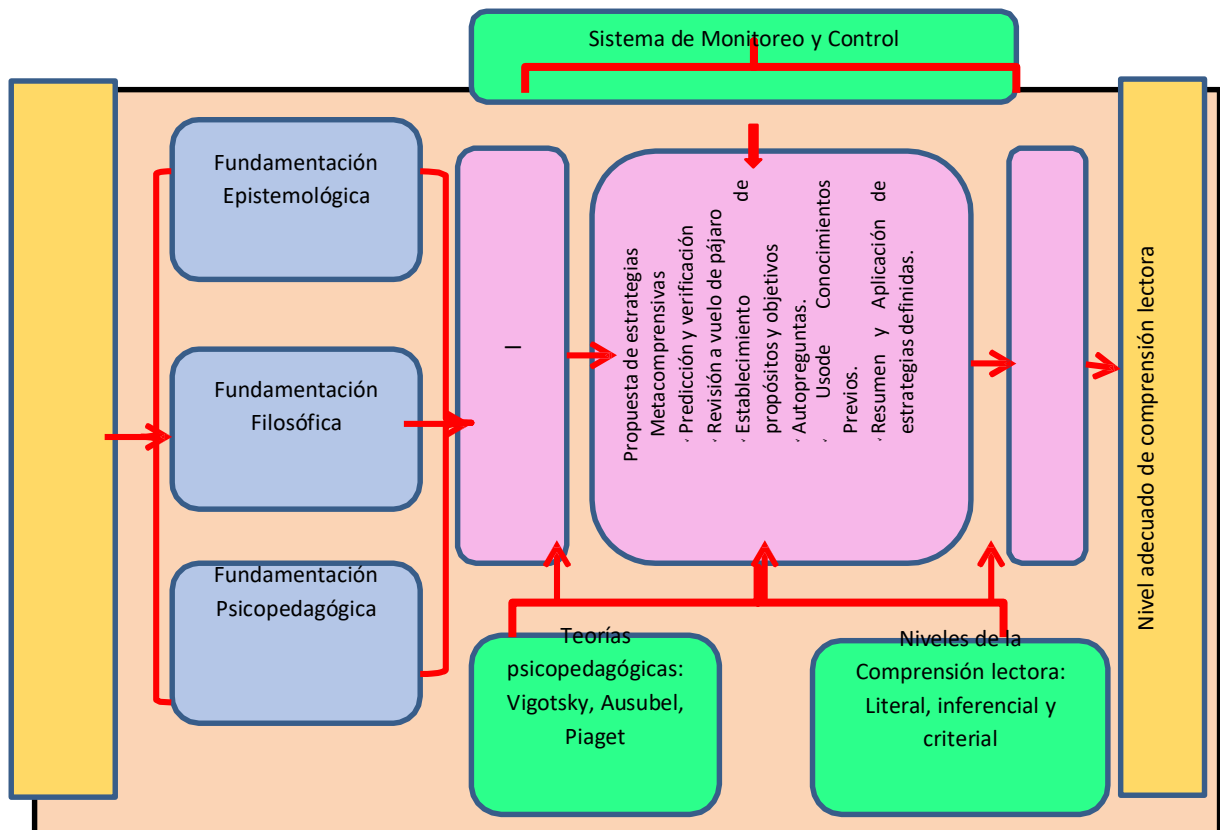 Sistema de Monitoreo y Control
Fundamentación
Epistemológica
Fundamentación
Filosófica
Fundamentación
Psicopedagógica
I
Propuesta de estrategias
Metacomprensivas
✓ Predicción y verificación
✓ Revisión a vuelo de pájaro
✓ Establecimiento de
propósitos y objetivos
✓ Autopreguntas.
✓ Usode Conocimientos
Previos.
✓ Resumen y Aplicación de
estrategias definidas.
Teorías
psicopedagógicas:
Vigotsky, Ausubel,
Piaget
Niveles de la
Comprensión lectora:
Literal, inferencial y
criterial
Nivel adecuado de comprensión lectora